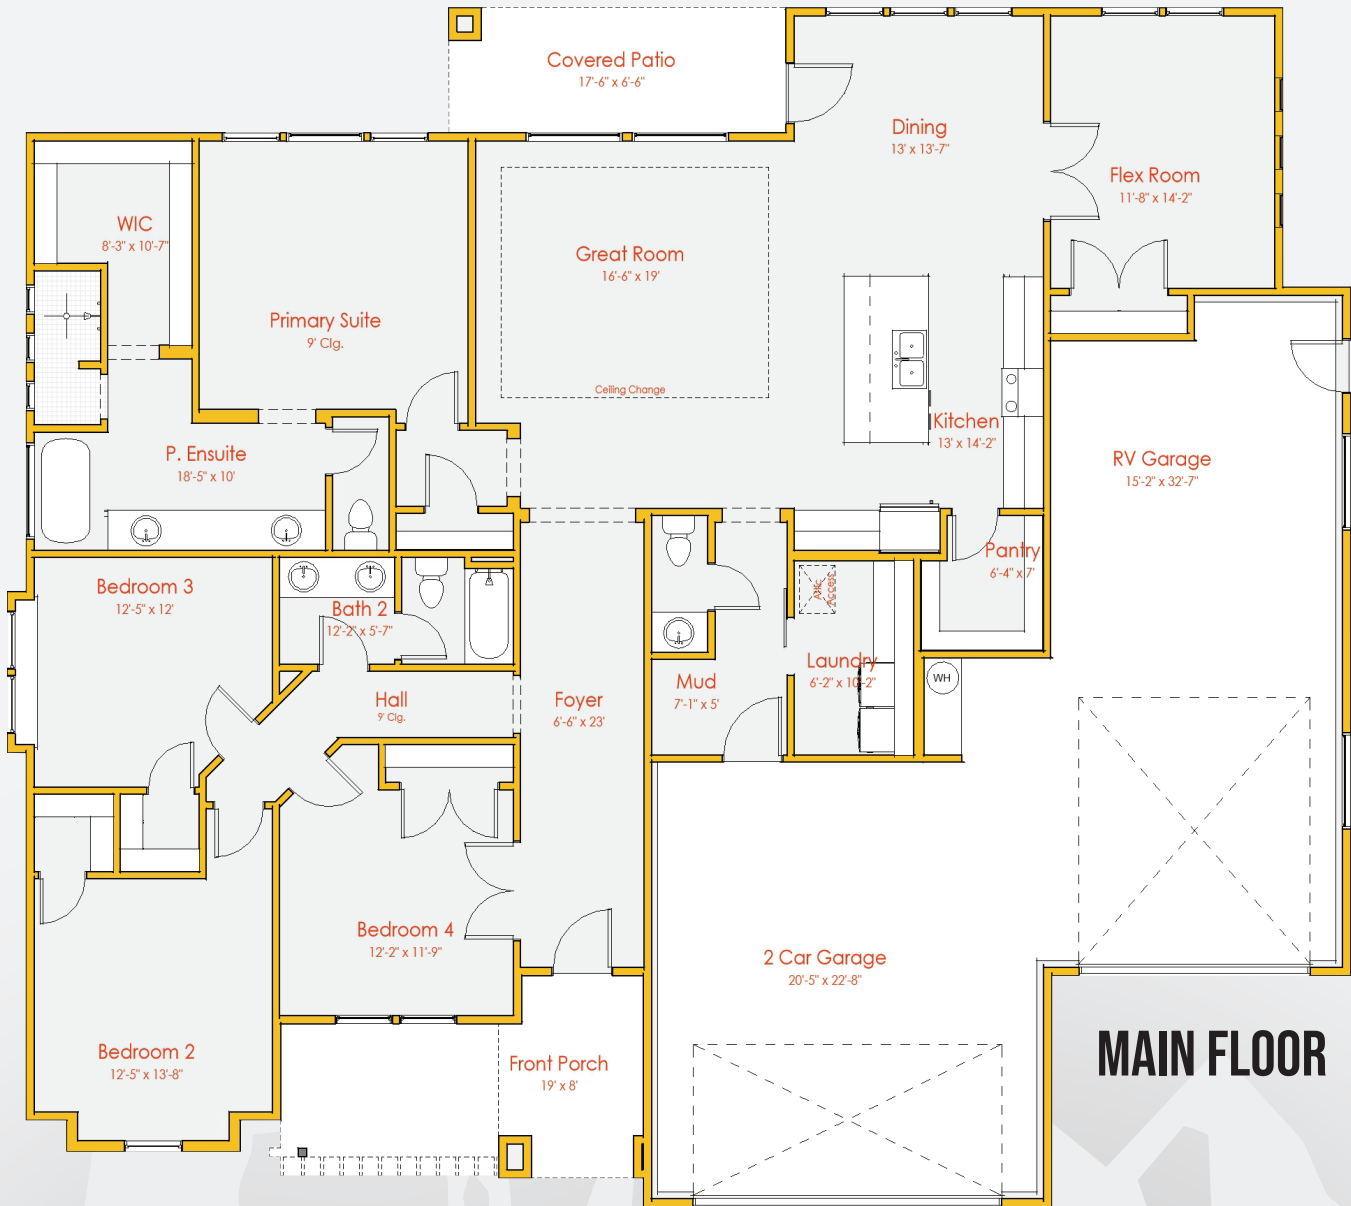 Covered Patio
17'-6" x 6'-6"
Dining
13' x 13'-7"
Flex Room
11'-8" x 14'-2"
WIC
8'-3" x 10'-7"
Great Room
16'-6" x 19'
Primary Suite
9' Clg.
Ceiling Change
Kitchen
13' x 14'-2"
P. Ensuite
18'-5" x 10'
RV Garage
15'-2" x 32'-7"
Pantry
6'-4" x 7'
Bedroom 3
12'-5" x 12'
Bath 2
12'-2" x 5'-7"
Attic
Access
Laundry
6'-2" x 10'-2"
WH
Mud
7'-1" x 5'
Hall
9' Clg.
Foyer
6'-6" x 23'
Bedroom 4
12'-2" x 11'-9"
2 Car Garage
20'-5" x 22'-8"
Bedroom 2
12'-5" x 13'-8"
Front Porch
19' x 8'
MAIN FLOOR